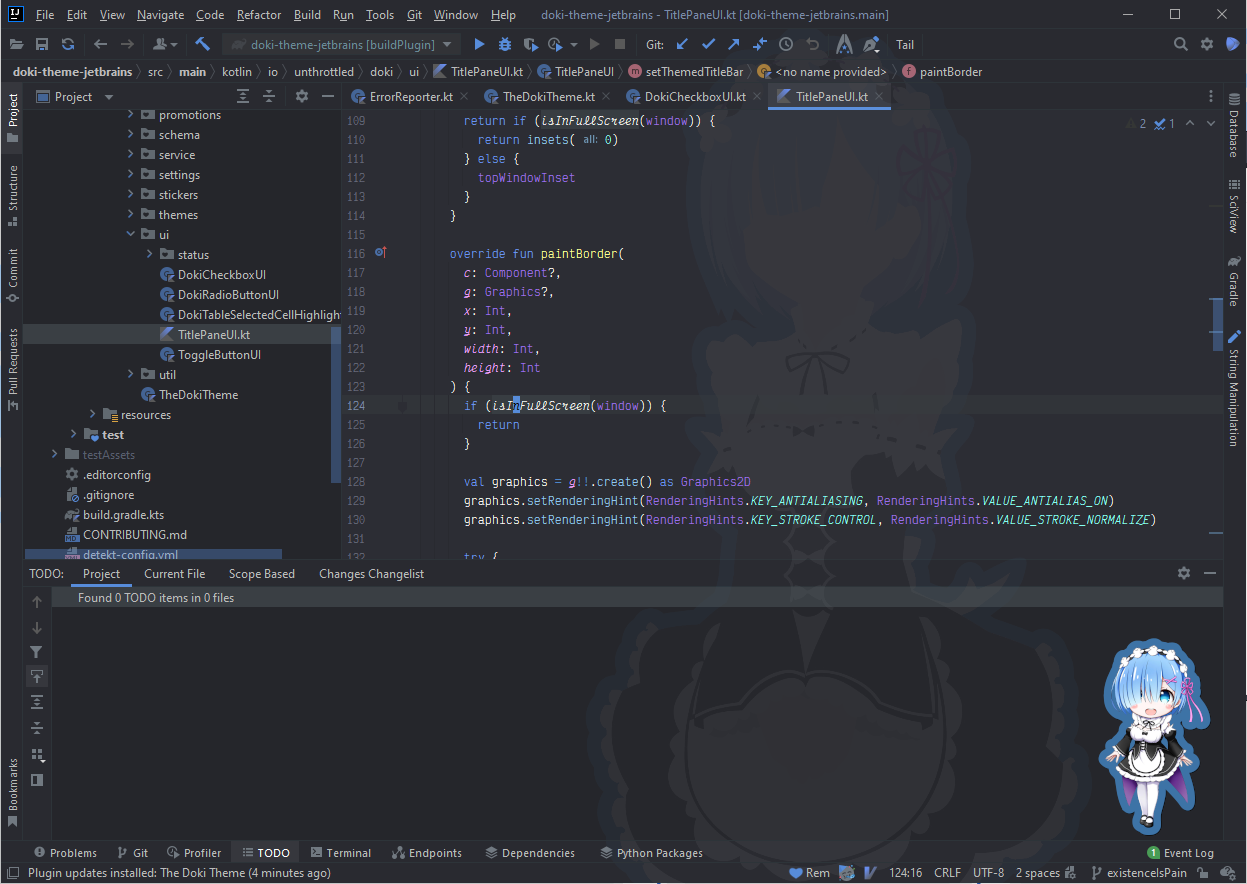 IJ File Edit View Navigate Code Refactor Build Run Tools Git Window Help doki-theme-jetbrains - TitlePaneUI.kt [doki-theme-jetbrains.main]
doki-theme-jetbrains [buildPlugin] Git: Tail
doki-theme-jetbrains src main kotlin io unthrottled doki ui TitlePaneUI.kt TitlePaneUI m setThemedTitleBar <no name provided> f paintBorder
Project
ErrorReporter.kt TheDokiTheme.kt DokiCheckboxUI.kt TitlePaneUI.kt
2 1
promotions
schema
service
settings
stickers
themes
ui
status
DokiCheckboxUI
DokiRadioButtonUI
DokiTableSelectedCellHighligh
TitlePaneUI.kt
ToggleButtonUI
util
TheDokiTheme
resources
test
testAssets
.editorconfig
.gitignore
build.gradle.kts
CONTRIBUTING.md
detekt-config.yml
109 return if (isInFullScreen(window)) {
110 return insets( all: 0)
111 } else {
112 topWindowInset
113 }
114 }
115
116 override fun paintBorder(
117 c: Component?,
118 g: Graphics?,
119 x: Int,
120 y: Int,
121 width: Int,
122 height: Int
123 ) {
124 if (isInFullScreen(window)) {
125 return
126 }
127
128 val graphics = g!!.create() as Graphics2D
129 graphics.setRenderingHint(RenderingHints.KEY_ANTIALIASING, RenderingHints.VALUE_ANTIALIAS_ON)
130 graphics.setRenderingHint(RenderingHints.KEY_STROKE_CONTROL, RenderingHints.VALUE_STROKE_NORMALIZE)
131
132 try {
Project
Structure
Commit
Pull Requests
Bookmarks
Database
SciView
Gradle
String Manipulation
TODO: Project Current File Scope Based Changes Changelist
Found 0 TODO items in 0 files
Problems Git Profiler TODO Terminal Endpoints Dependencies Python Packages 1 Event Log
Plugin updates installed: The Doki Theme (4 minutes ago) Rem 124:16 CRLF UTF-8 2 spaces existenceIsPain